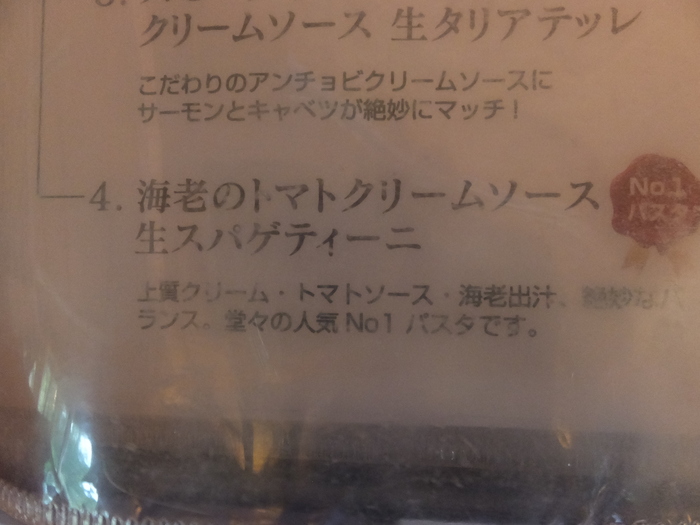 クリームソース 生タリアテッレ
こだわりのアンチョビクリームソースに
サーモンとキャベツが絶妙にマッチ！
4. 海老のトマトクリームソース
生スパゲティーニ
No.1
パスタ
上質クリーム・トマトソース・海老出汁、絶妙なバ
ランス。堂々の人気No1 パスタです。